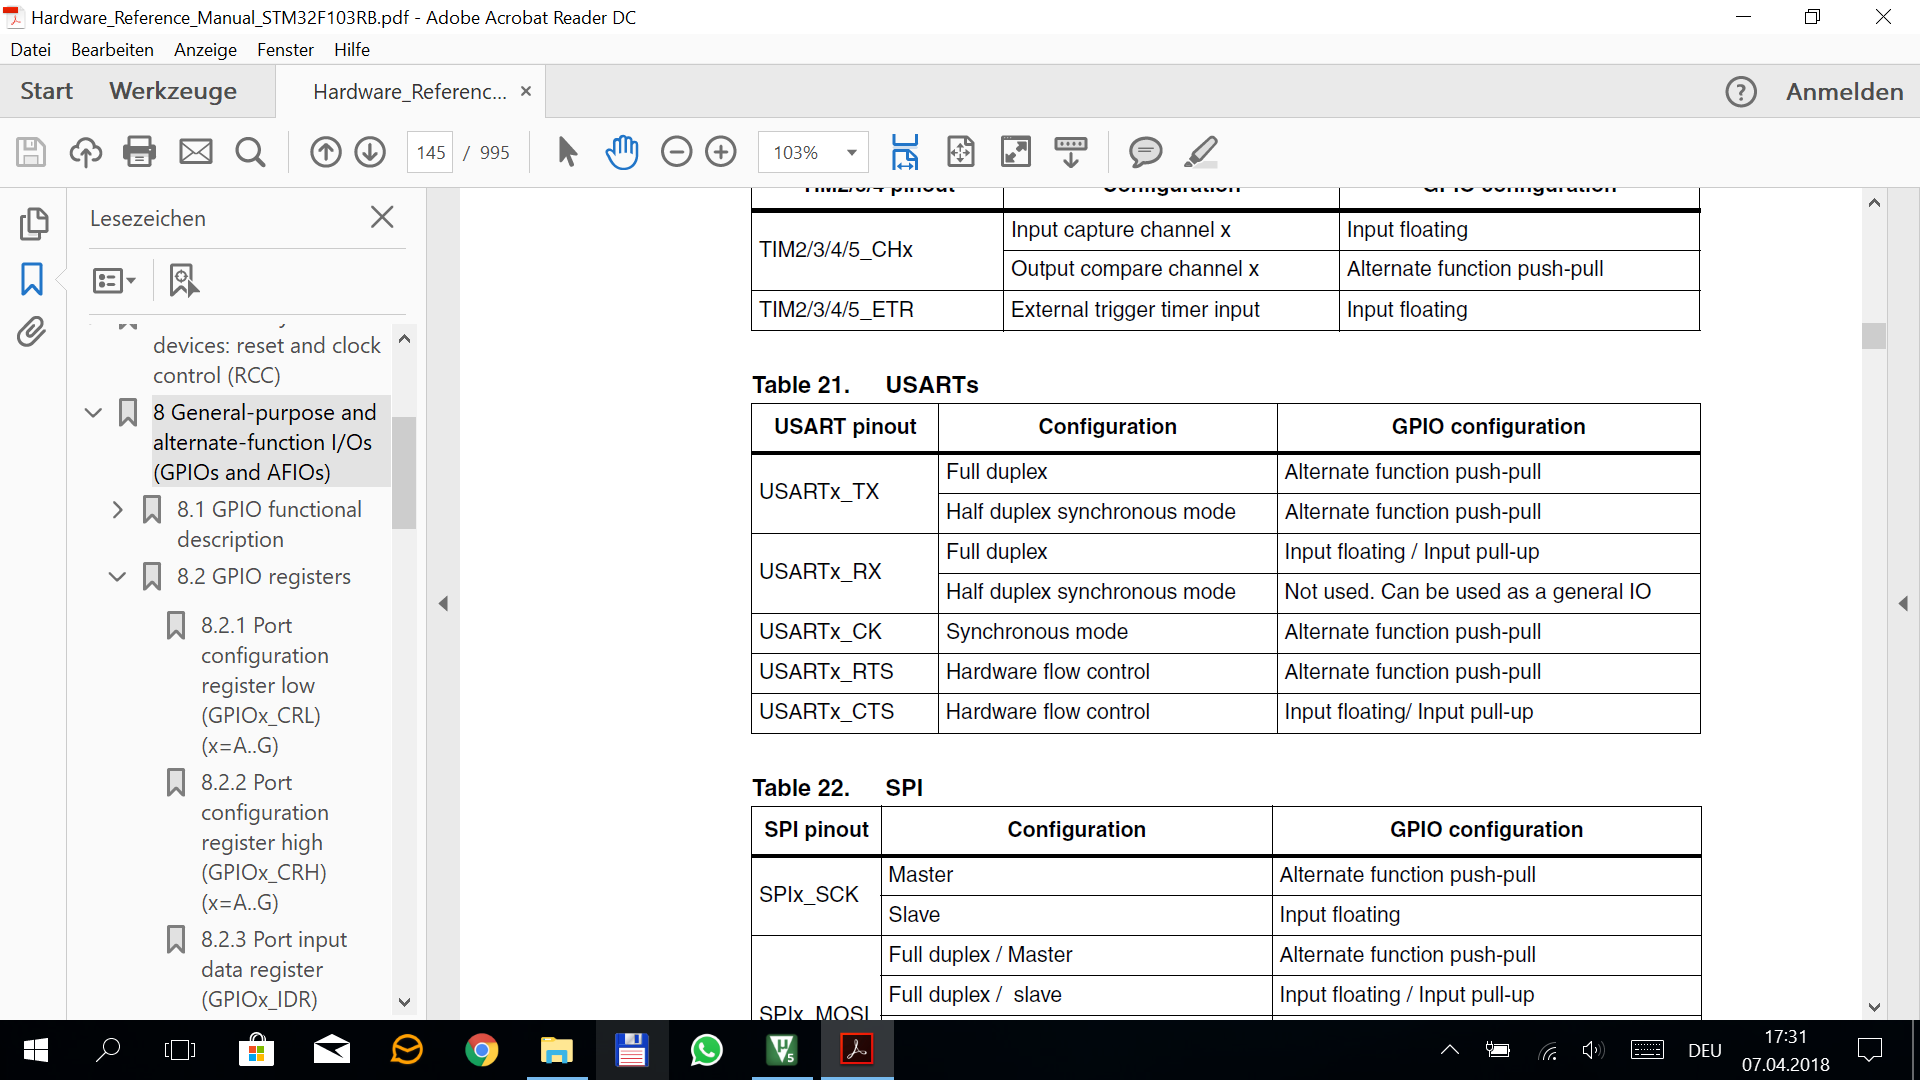 Hardware_Reference_Manual_STM32F103RB.pdf - Adobe Acrobat Reader DC
Datei Bearbeiten Anzeige Fenster Hilfe
Start Werkzeuge Hardware_Referenc... × ? Anmelden
145 / 995 103%
Lesezeichen
devices: reset and clock
control (RCC)
8 General-purpose and
alternate-function I/Os
(GPIOs and AFIOs)
8.1 GPIO functional
description
8.2 GPIO registers
8.2.1 Port
configuration
register low
(GPIOx_CRL)
(x=A..G)
8.2.2 Port
configuration
register high
(GPIOx_CRH)
(x=A..G)
8.2.3 Port input
data register
(GPIOx_IDR)
TIM2/3/4 pinout Configuration GPIO configuration
TIM2/3/4/5_CHx Input capture channel x Input floating
Output compare channel x Alternate function push-pull
TIM2/3/4/5_ETR External trigger timer input Input floating
Table 21. USARTs
USART pinout Configuration GPIO configuration
USARTx_TX Full duplex Alternate function push-pull
Half duplex synchronous mode Alternate function push-pull
USARTx_RX Full duplex Input floating / Input pull-up
Half duplex synchronous mode Not used. Can be used as a general IO
USARTx_CK Synchronous mode Alternate function push-pull
USARTx_RTS Hardware flow control Alternate function push-pull
USARTx_CTS Hardware flow control Input floating/ Input pull-up
Table 22. SPI
SPI pinout Configuration GPIO configuration
SPIx_SCK Master Alternate function push-pull
Slave Input floating
SPIx_MOSI Full duplex / Master Alternate function push-pull
Full duplex / slave Input floating / Input pull-up
DEU
17:31
07.04.2018